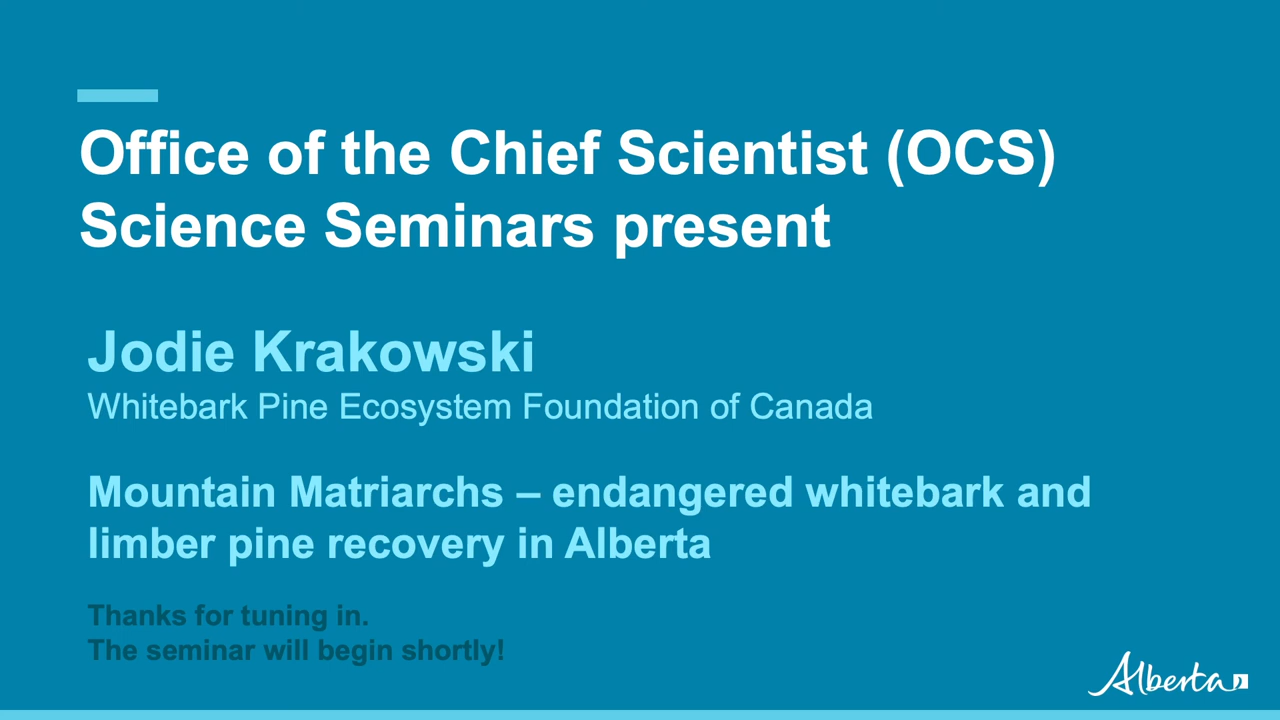 Office of the Chief Scientist (OCS)
Science Seminars present
Jodie Krakowski
Whitebark Pine Ecosystem Foundation of Canada
Mountain Matriarchs – endangered whitebark and
limber pine recovery in Alberta
Thanks for tuning in.
The seminar will begin shortly!
Alberta